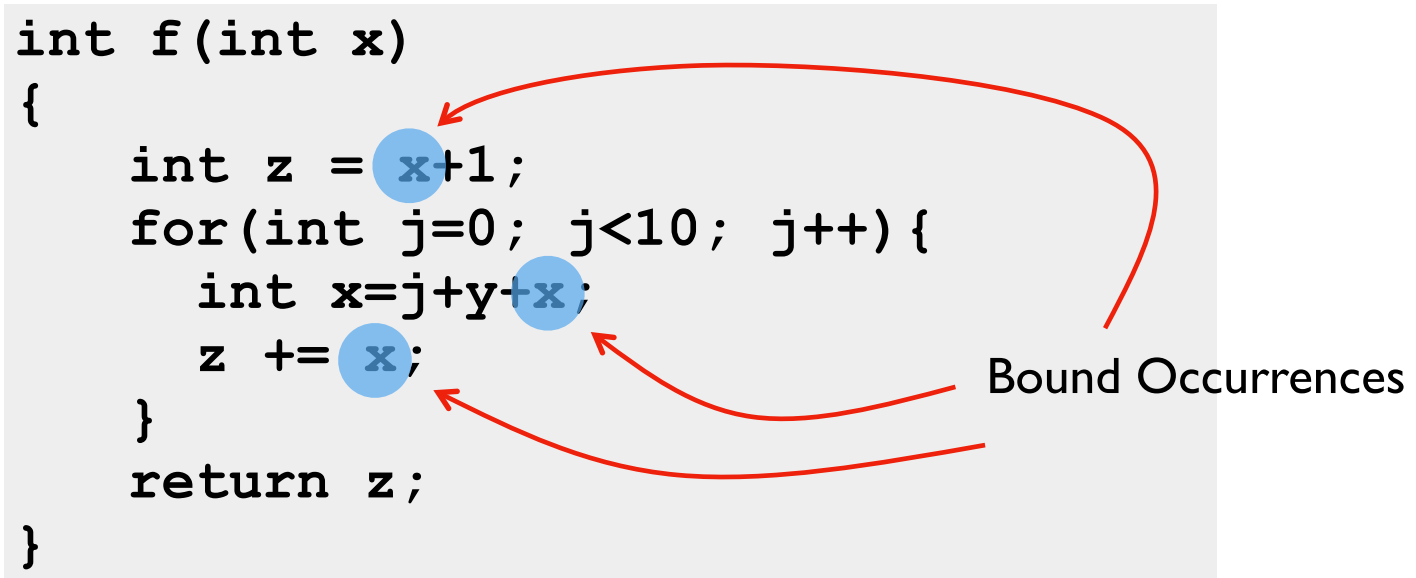 int f(int x)
{
    int z = x+1;
    for(int j=0; j<10; j++){
      int x=j+y+x;
      z += x;
    }
    return z;
}
Bound Occurrences